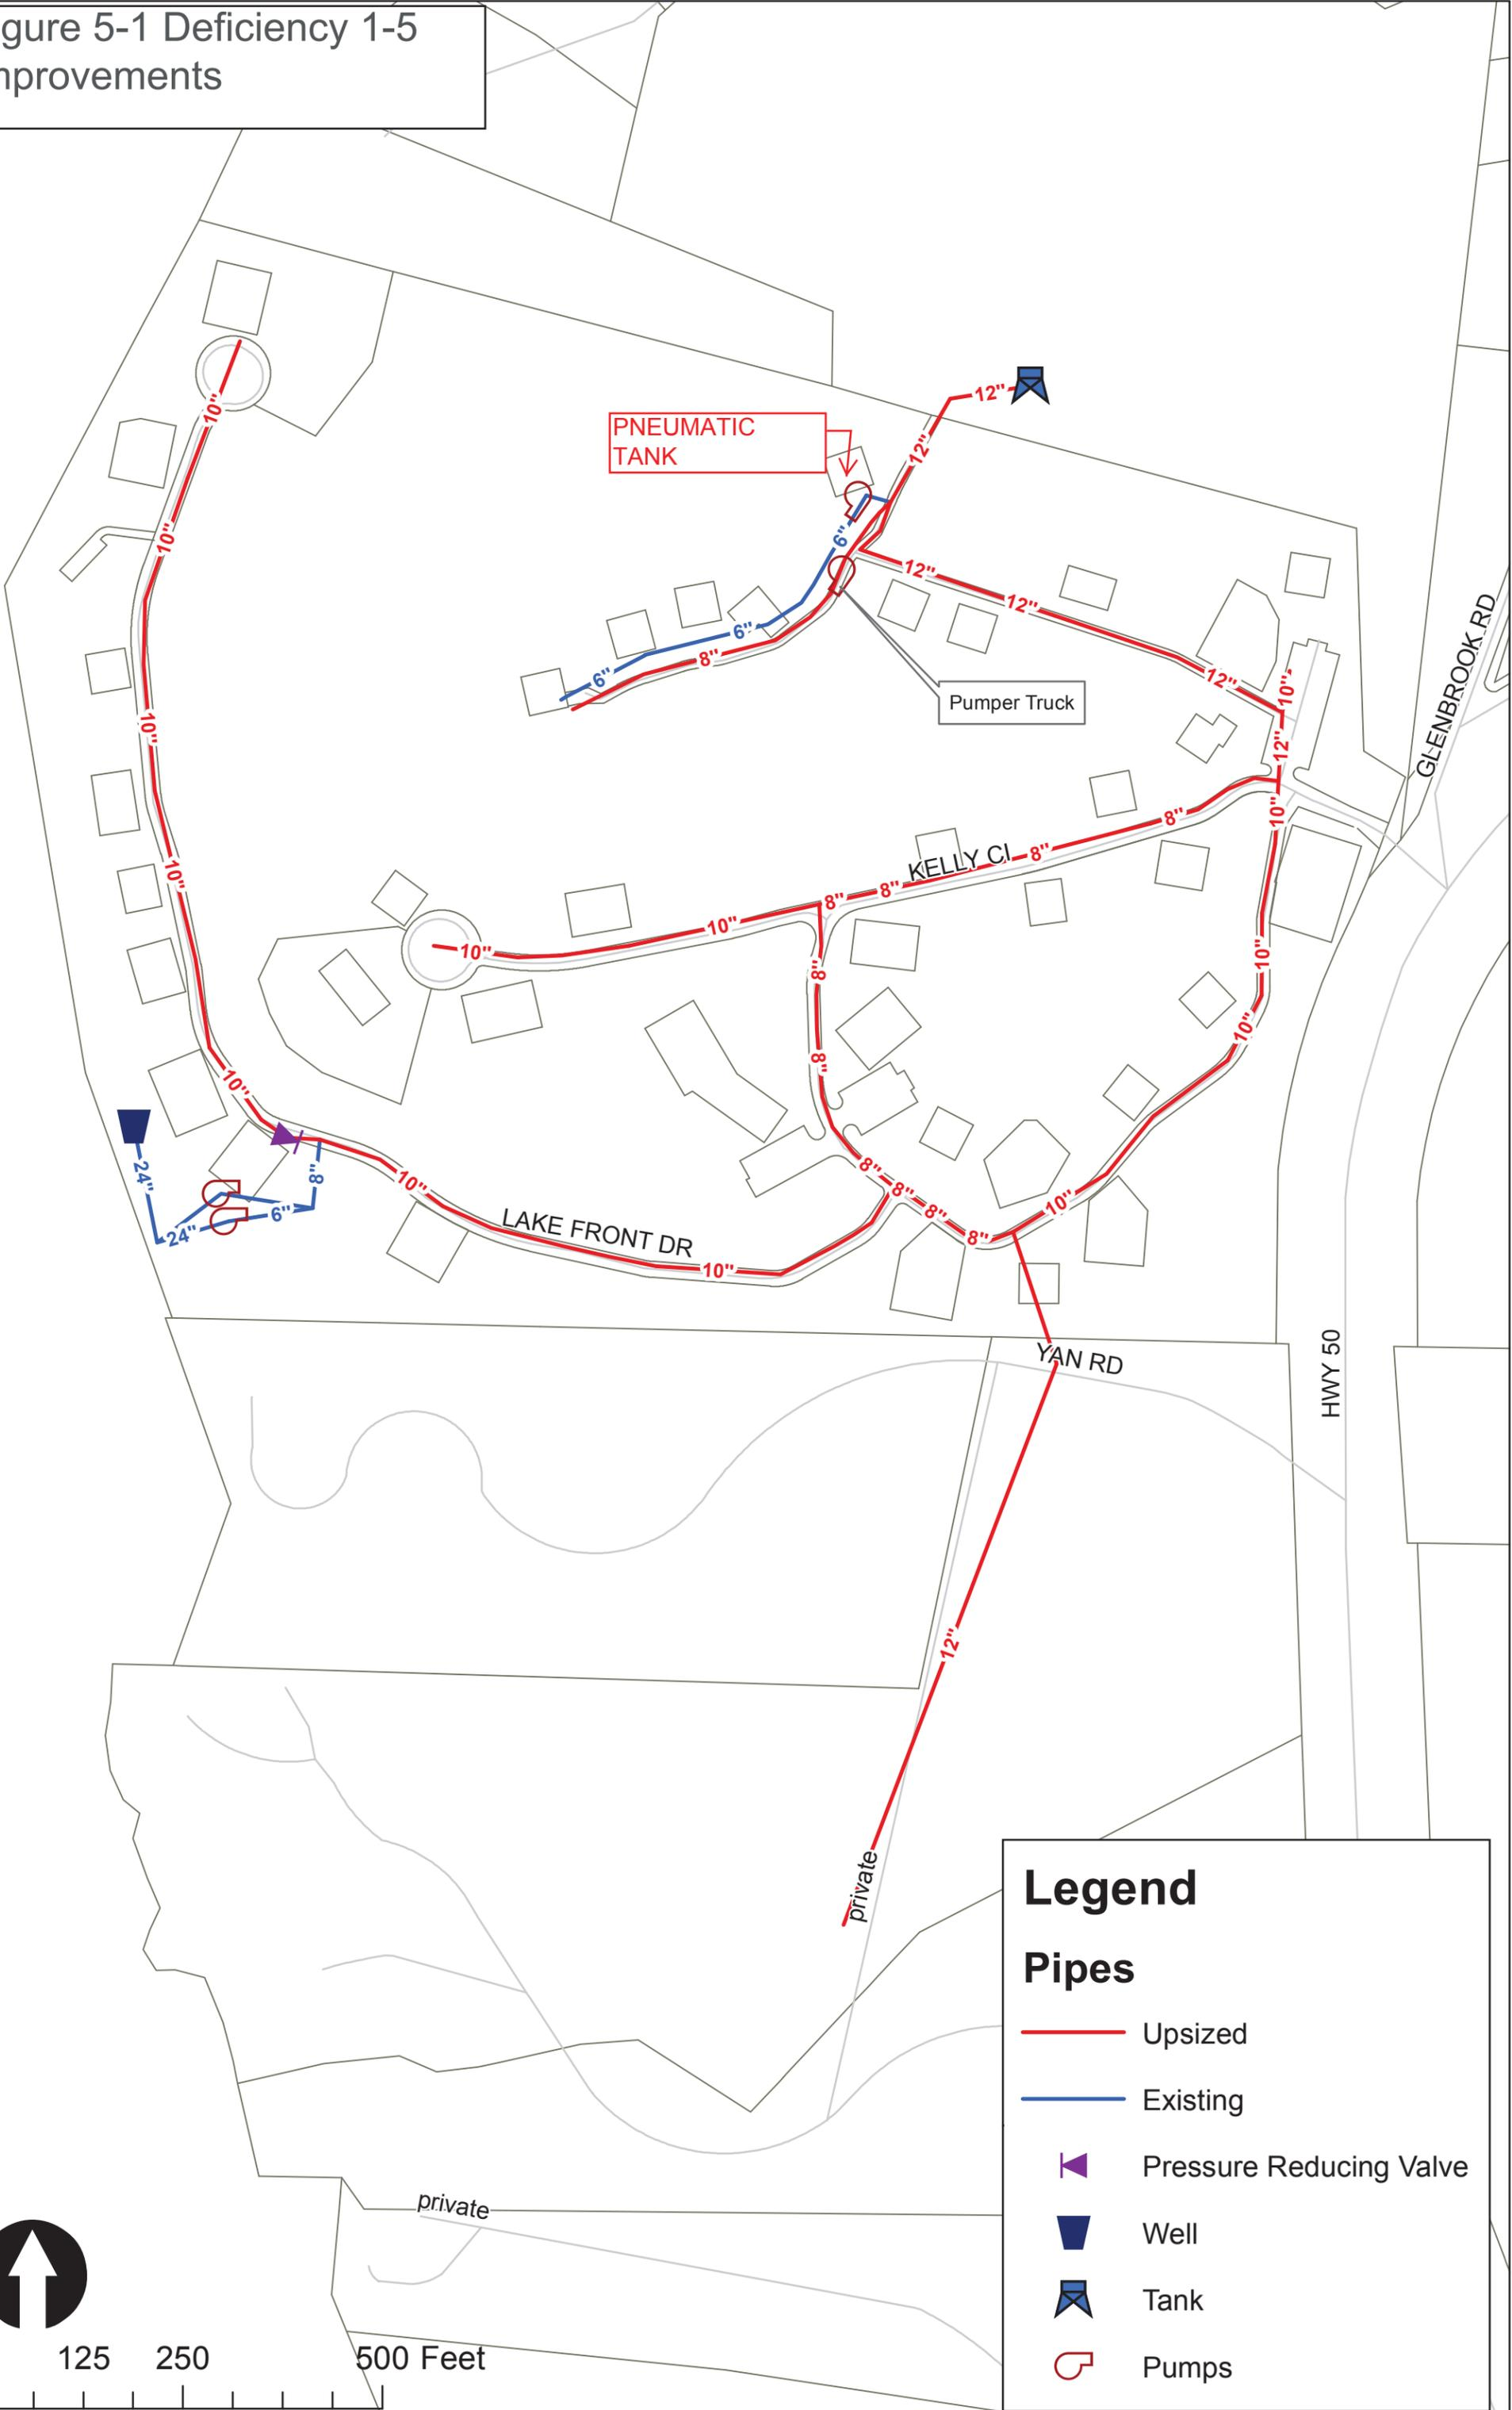 gure 5-1 Deficiency 1-5
provements
12"
PNEUMATIC
TANK
12"
10"
6"
10"
12"
12"
6"
8"
6"
12"
10"
Pumper Truck
GLENBROOK RD
10"
12"
10"
8"
KELLY CI
8"
10"
8"
8"
10"
10"
8"
10"
10"
8"
10"
24"
8"
10"
8"
8"
10"
8"
6"
24"
8"
LAKE FRONT DR
10"
YAN RD
HWY 50
12"
private
Legend
Pipes
Upsized
Existing
Pressure Reducing Valve
Well
private
Tank
125 250 500 Feet
Pumps